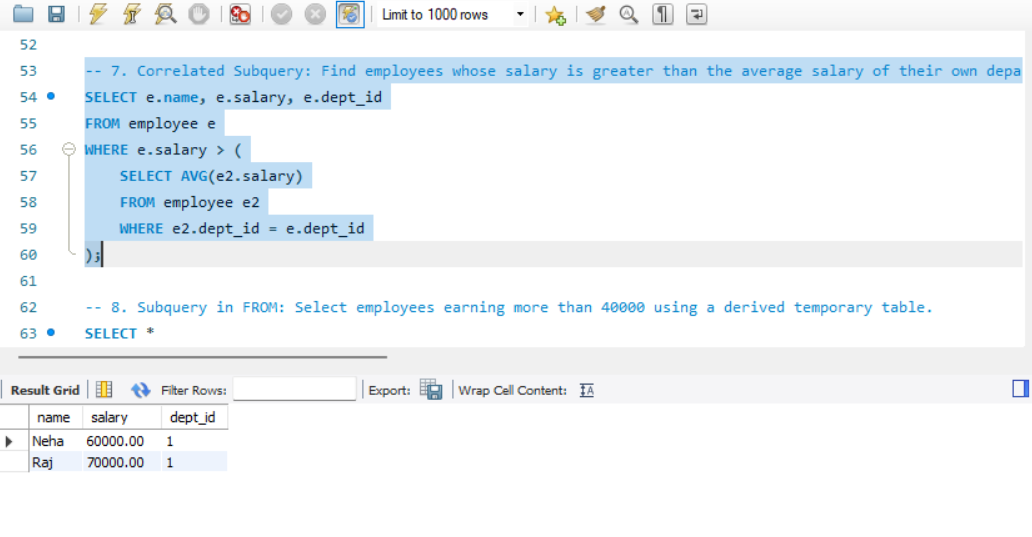 Limit to 1000 rows
52
53 -- 7. Correlated Subquery: Find employees whose salary is greater than the average salary of their own depa
54 SELECT e.name, e.salary, e.dept_id
55 FROM employee e
56 WHERE e.salary > (
57 SELECT AVG(e2.salary)
58 FROM employee e2
59 WHERE e2.dept_id = e.dept_id
60 );
61
62 -- 8. Subquery in FROM: Select employees earning more than 40000 using a derived temporary table.
63 SELECT *
Result Grid Filter Rows: Export: Wrap Cell Content: IA
name salary dept_id
Neha 60000.00 1
Raj 70000.00 1